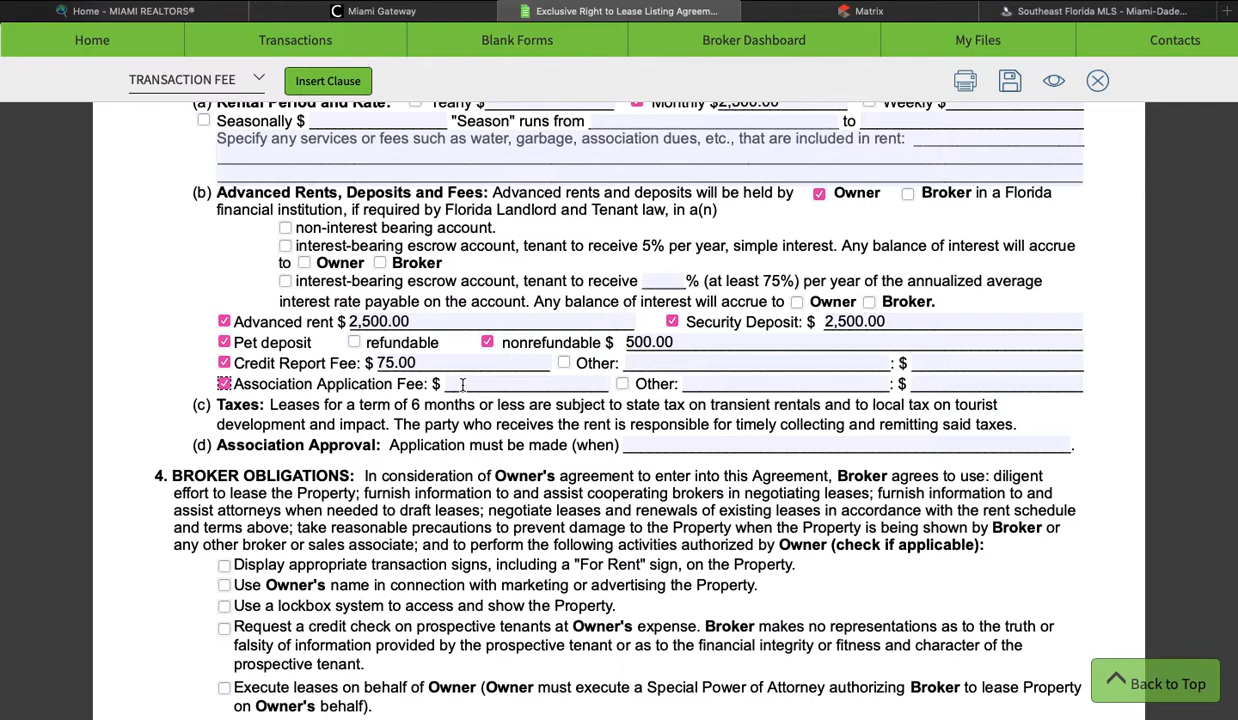 Home - MIAMI REALTORS®
Miami Gateway
Exclusive Right to Lease Listing Agreem...
Matrix
Southeast Florida MLS - Miami-Dade...
Home
Transactions
Blank Forms
Broker Dashboard
My Files
Contacts
TRANSACTION FEE
Insert Clause
(a) Rental Period and Rate: Yearly $ Monthly $2,500.00 Weekly $
Seasonally $ "Season" runs from to
Specify any services or fees such as water, garbage, association dues, etc., that are included in rent:
(b) Advanced Rents, Deposits and Fees: Advanced rents and deposits will be held by Owner Broker in a Florida
financial institution, if required by Florida Landlord and Tenant law, in a(n)
non-interest bearing account.
interest-bearing escrow account, tenant to receive 5% per year, simple interest. Any balance of interest will accrue
to Owner Broker
interest-bearing escrow account, tenant to receive % (at least 75%) per year of the annualized average
interest rate payable on the account. Any balance of interest will accrue to Owner Broker.
Advanced rent $ 2,500.00 Security Deposit: $ 2,500.00
Pet deposit refundable nonrefundable $ 500.00
Credit Report Fee: $ 75.00 Other: : $
Association Application Fee: $ Other: : $
(c) Taxes: Leases for a term of 6 months or less are subject to state tax on transient rentals and to local tax on tourist
development and impact. The party who receives the rent is responsible for timely collecting and remitting said taxes.
(d) Association Approval: Application must be made (when) .
4. BROKER OBLIGATIONS: In consideration of Owner's agreement to enter into this Agreement, Broker agrees to use: diligent
effort to lease the Property; furnish information to and assist cooperating brokers in negotiating leases; furnish information to and
assist attorneys when needed to draft leases; negotiate leases and renewals of existing leases in accordance with the rent schedule
and terms above; take reasonable precautions to prevent damage to the Property when the Property is being shown by Broker or
any other broker or sales associate; and to perform the following activities authorized by Owner (check if applicable):
Display appropriate transaction signs, including a "For Rent" sign, on the Property.
Use Owner's name in connection with marketing or advertising the Property.
Use a lockbox system to access and show the Property.
Request a credit check on prospective tenants at Owner's expense. Broker makes no representations as to the truth or
falsity of information provided by the prospective tenant or as to the financial integrity or fitness and character of the
prospective tenant.
Execute leases on behalf of Owner (Owner must execute a Special Power of Attorney authorizing Broker to lease Property
on Owner's behalf).
Back to Top